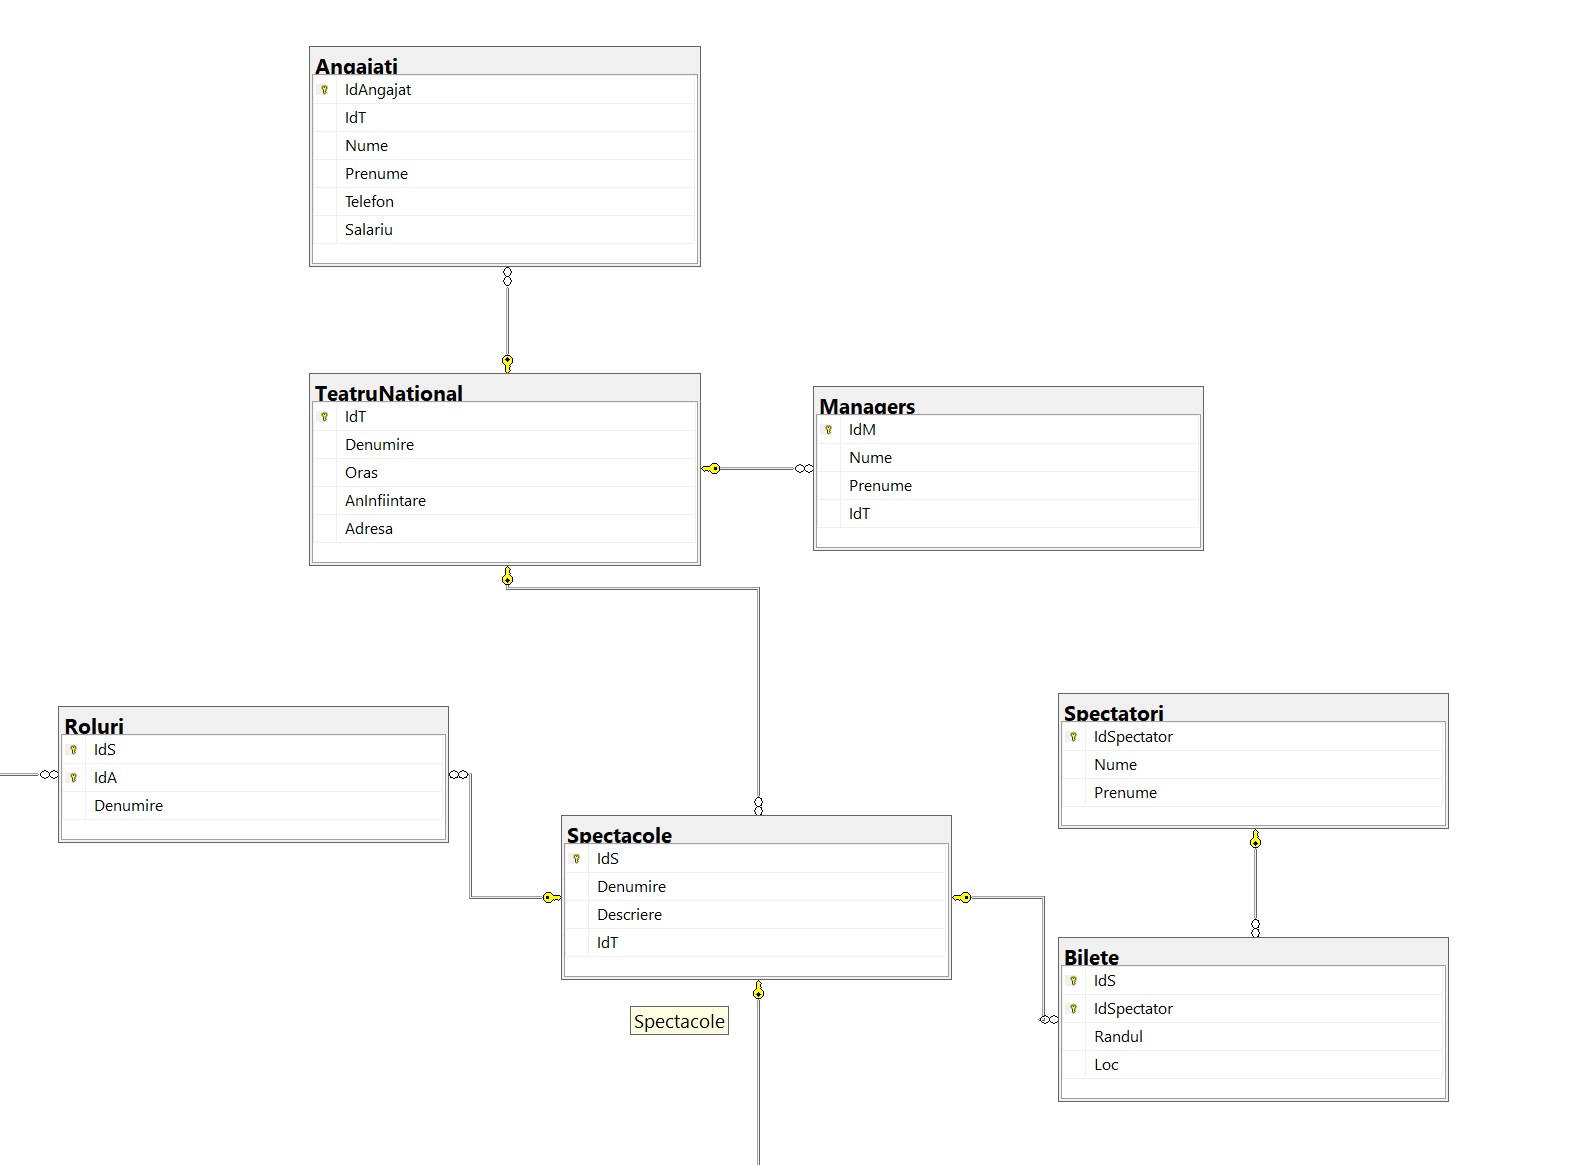 Angajati
IdAngajat
IdT
Nume
Prenume
Telefon
Salariu
TeatruNational
IdT
Denumire
Oras
AnInfiintare
Adresa
Managers
IdM
Nume
Prenume
IdT
Roluri
IdS
IdA
Denumire
Spectacole
IdS
Denumire
Descriere
IdT
Spectacole
Spectatori
IdSpectator
Nume
Prenume
Bilete
IdS
IdSpectator
Randul
Loc